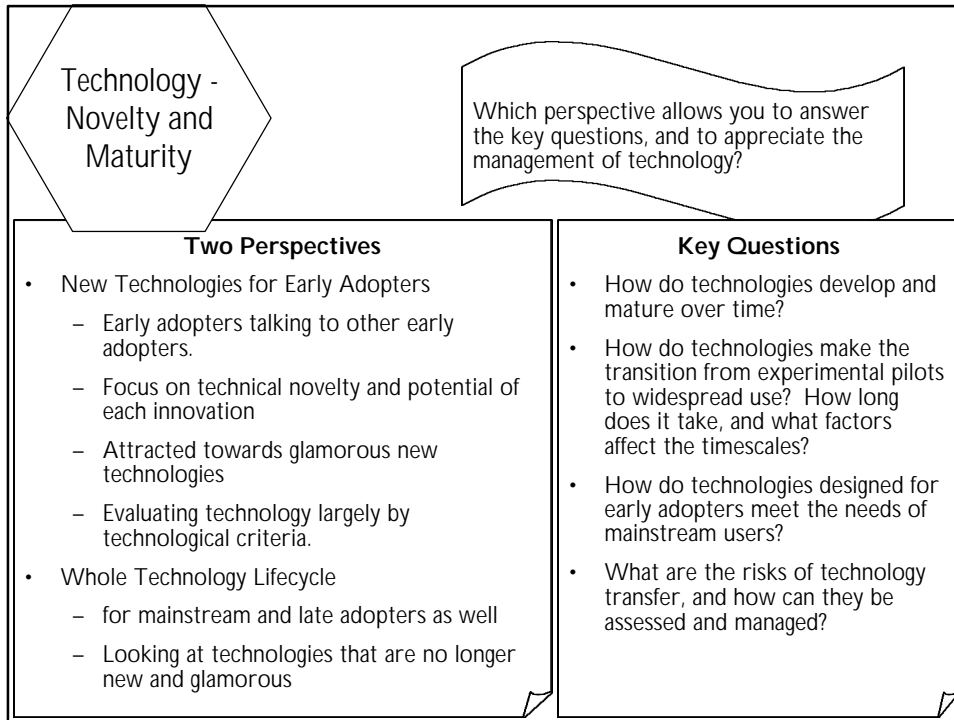 Technology -
Novelty and
Maturity
Which perspective allows you to answer
the key questions, and to appreciate the
management of technology?
Two Perspectives
• New Technologies for Early Adopters
– Early adopters talking to other early
adopters.
– Focus on technical novelty and potential of
each innovation
– Attracted towards glamorous new
technologies
– Evaluating technology largely by
technological criteria.
• Whole Technology Lifecycle
– for mainstream and late adopters as well
– Looking at technologies that are no longer
new and glamorous
Key Questions
• How do technologies develop and
mature over time?
• How do technologies make the
transition from experimental pilots
to widespread use? How long
does it take, and what factors
affect the timescales?
• How do technologies designed for
early adopters meet the needs of
mainstream users?
• What are the risks of technology
transfer, and how can they be
assessed and managed?